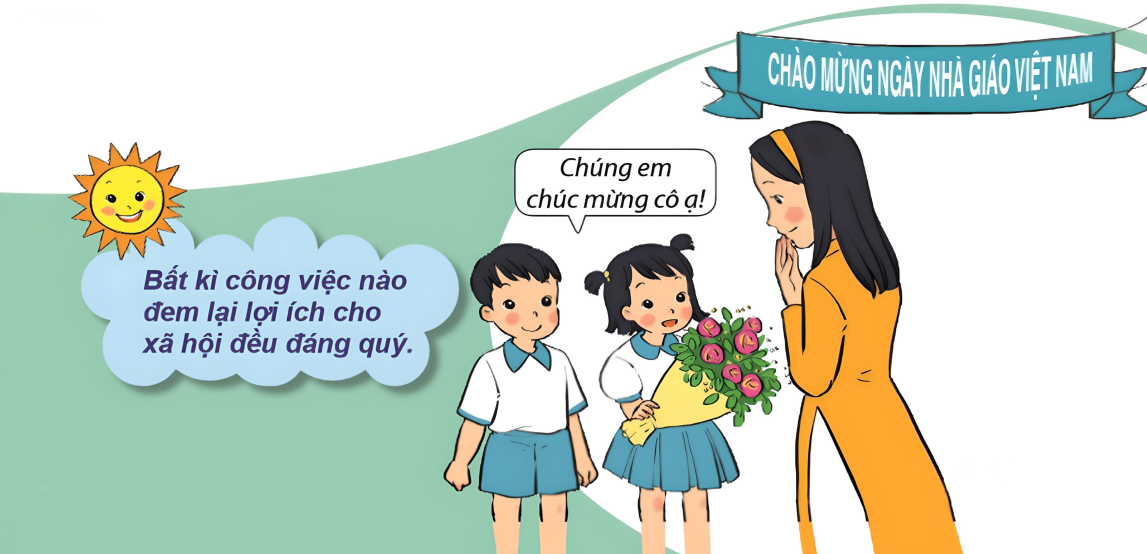 CHÀO MỪNG NGÀY NHÀ GIÁO VIỆT NAM
Chúng em
chúc mừng cô ạ!
Bất kì công việc nào
đem lại lợi ích cho
xã hội đều đáng quý.